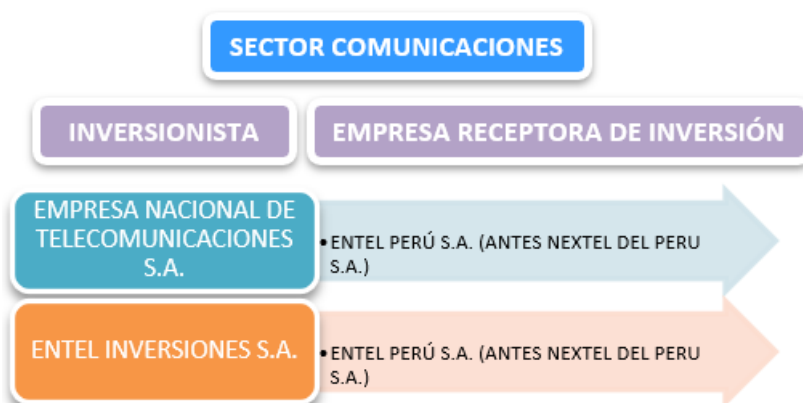 SECTOR COMUNICACIONES
INVERSIONISTA
EMPRESA RECEPTORA DE INVERSIÓN
EMPRESA NACIONAL DE
TELECOMUNICACIONES
S.A.
•ENTEL PERÚ S.A. (ANTES NEXTEL DEL PERU
S.A.)
ENTEL INVERSIONES S.A.
•ENTEL PERÚ S.A. (ANTES NEXTEL DEL PERU
S.A.)